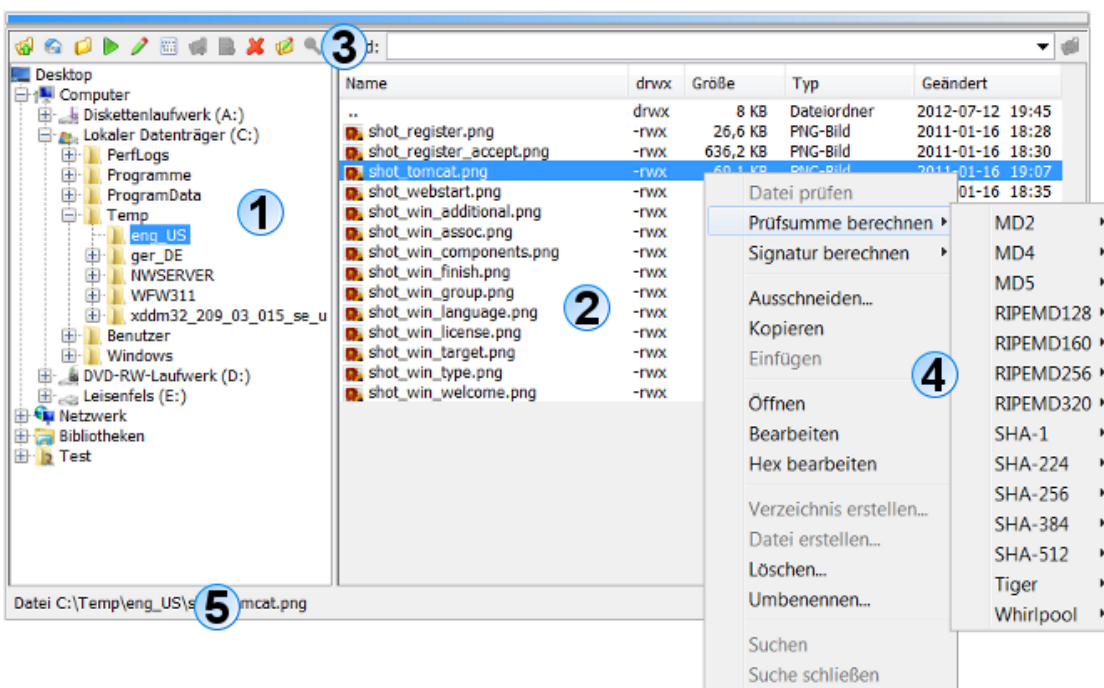 3 d:
Desktop
Computer
Diskettenlaufwerk (A:)
Lokaler Datenträger (C:)
PerfLogs
Programme
ProgramData
Temp
eng_US
ger_DE
NWSERVER
WFW311
xddm32_209_03_015_se_u
Benutzer
Windows
DVD-RW-Laufwerk (D:)
Leisenfels (E:)
Netzwerk
Bibliotheken
Test
1
Name drwx Größe Typ Geändert
.. drwx 8 KB Dateiordner 2012-07-12 19:45
shot_register.png -rwx 26,6 KB PNG-Bild 2011-01-16 18:28
shot_register_accept.png -rwx 636,2 KB PNG-Bild 2011-01-16 18:30
shot_tomcat.png -rwx 69,1 KB PNG-Bild 2011-01-16 19:07
shot_webstart.png -rwx -01-16 18:35
shot_win_additional.png -rwx
shot_win_assoc.png -rwx
shot_win_components.png -rwx
shot_win_finish.png -rwx
shot_win_group.png -rwx
shot_win_language.png -rwx
shot_win_license.png -rwx
shot_win_target.png -rwx
shot_win_type.png -rwx
shot_win_welcome.png -rwx
2
Datei prüfen
Prüfsumme berechnen
Signatur berechnen
Ausschneiden...
Kopieren
Einfügen
Öffnen
Bearbeiten
Hex bearbeiten
Verzeichnis erstellen...
Datei erstellen...
Löschen...
Umbenennen...
Suchen
Suche schließen
4
MD2
MD4
MD5
RIPEMD128
RIPEMD160
RIPEMD256
RIPEMD320
SHA-1
SHA-224
SHA-256
SHA-384
SHA-512
Tiger
Whirlpool
Datei C:\Temp\eng_US\s 5 mcat.png